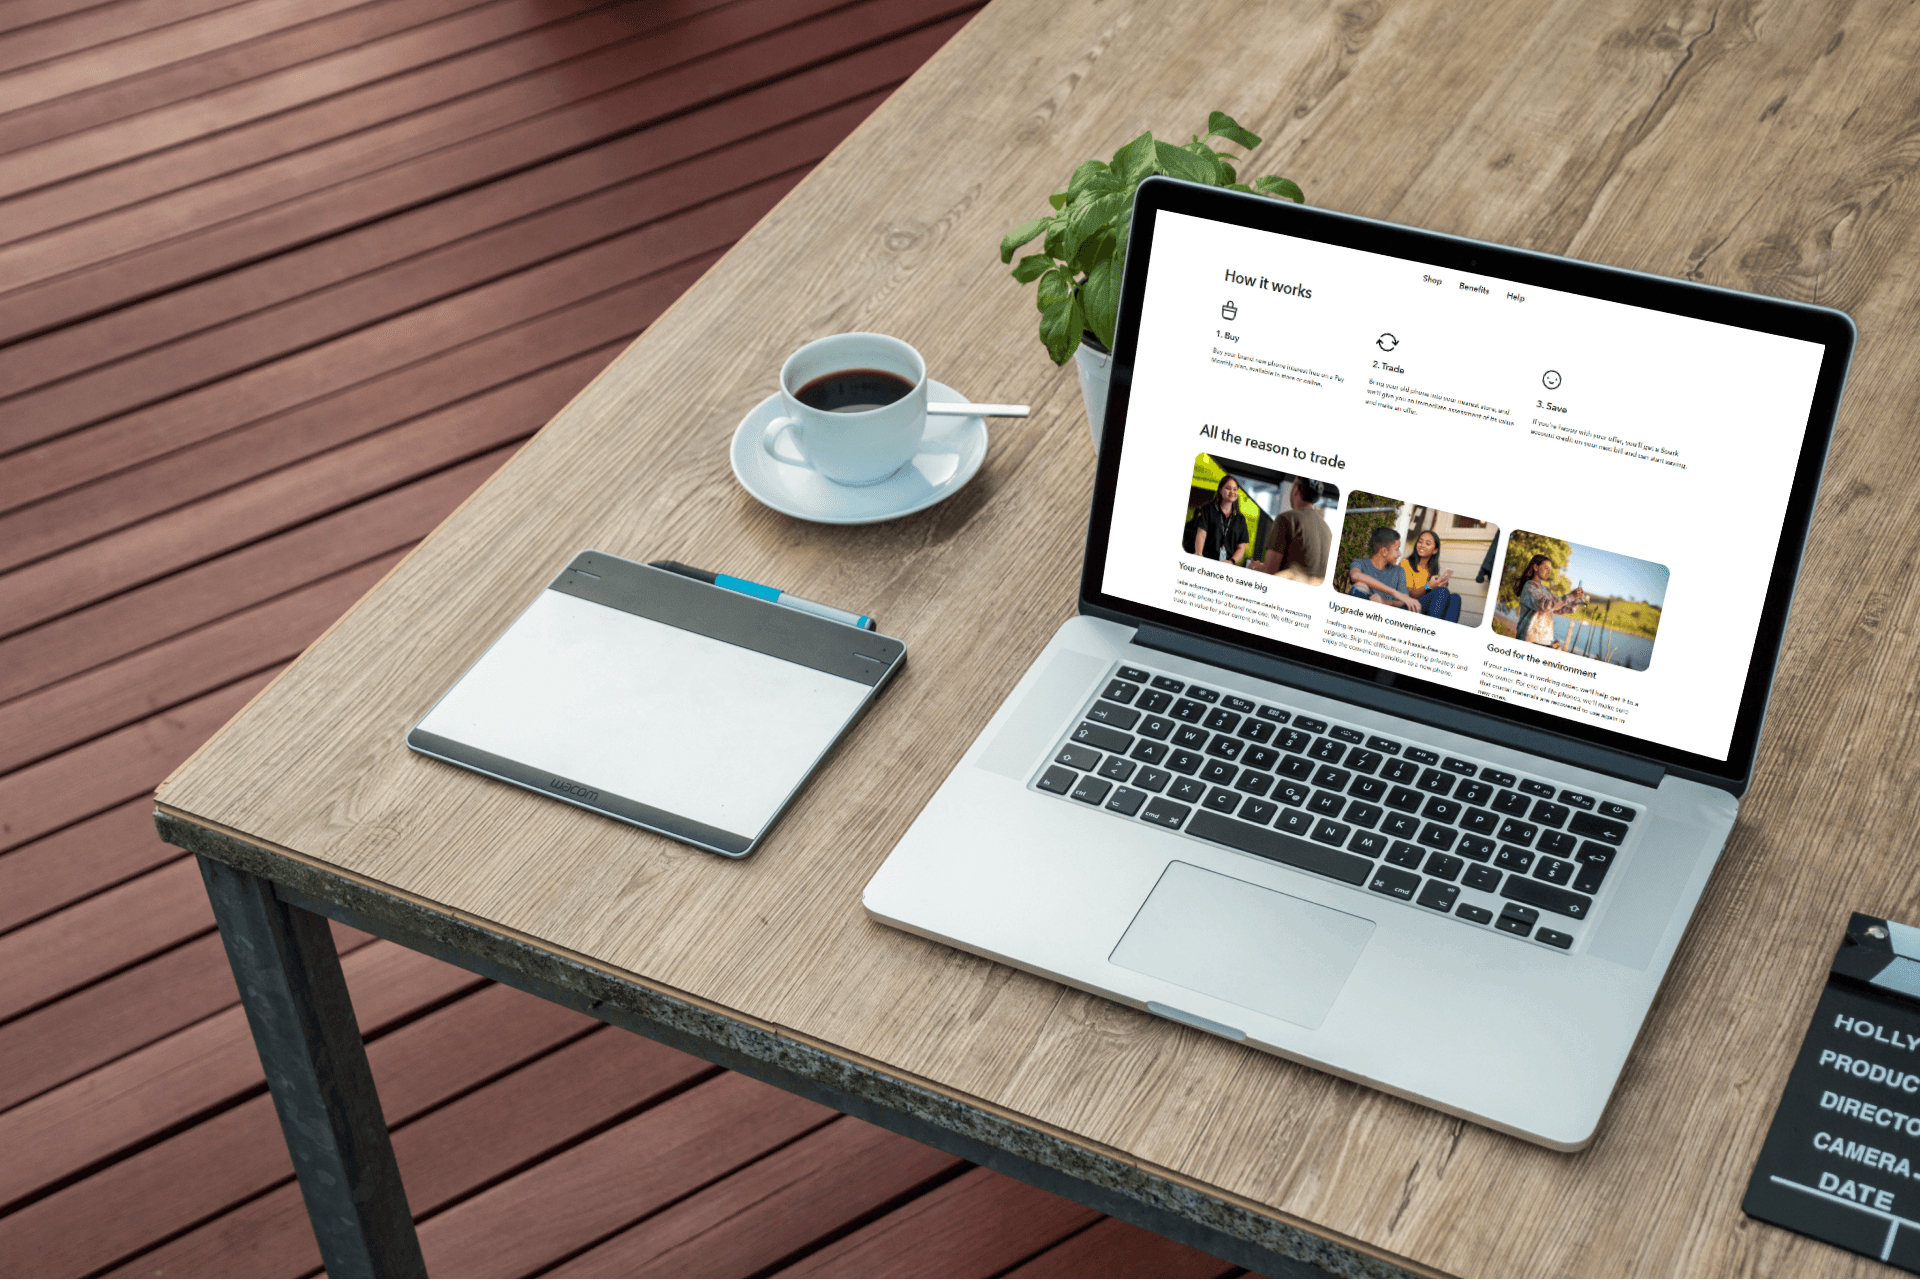 Shop Benefits Help
How it works
1. Buy
Buy your brand new phone interest free on a Pay
Monthly plan, available in store or online.
2. Trade
Bring your old phone into your nearest store, and
we'll give you an immediate assessment of its value
and make an offer.
3. Save
If you're happy with your offer, you'll get a Spark
account credit on your next bill and can start saving.
All the reason to trade
Your chance to save big
Take advantage of our awesome deals by swapping
your old phone for a brand new one. We offer great
trade in value for your current phone.
Upgrade with convenience
Trading in your old phone is a hassle-free way to
upgrade. Skip the difficulties of selling privately, and
enjoy the convenient transition to a new phone.
Good for the environment
If your phone is in working order, we'll help get it to a
new owner. For end of life phones, we'll make sure
that crucial materials are recovered to use again in
new ones.
wacom
HOLLY
PRODUC
DIRECTO
CAMERA
DATE